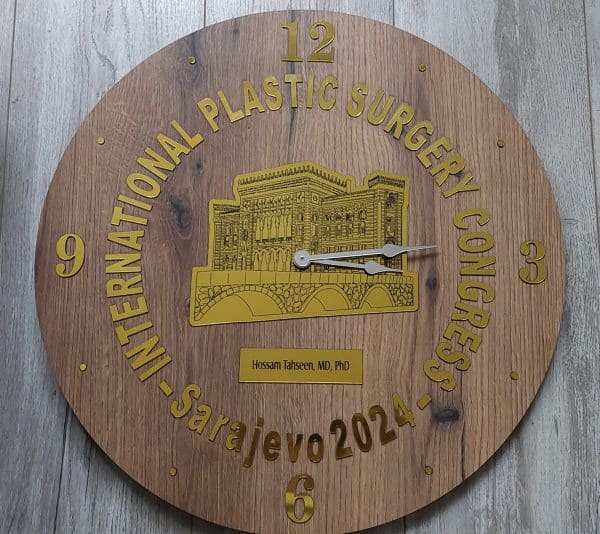 12
INTERNATIONAL PLASTIC SURGERY CONGRESS
9
3
Hossam Tahseen, MD, PhD
- Sarajevo 2024 -
6